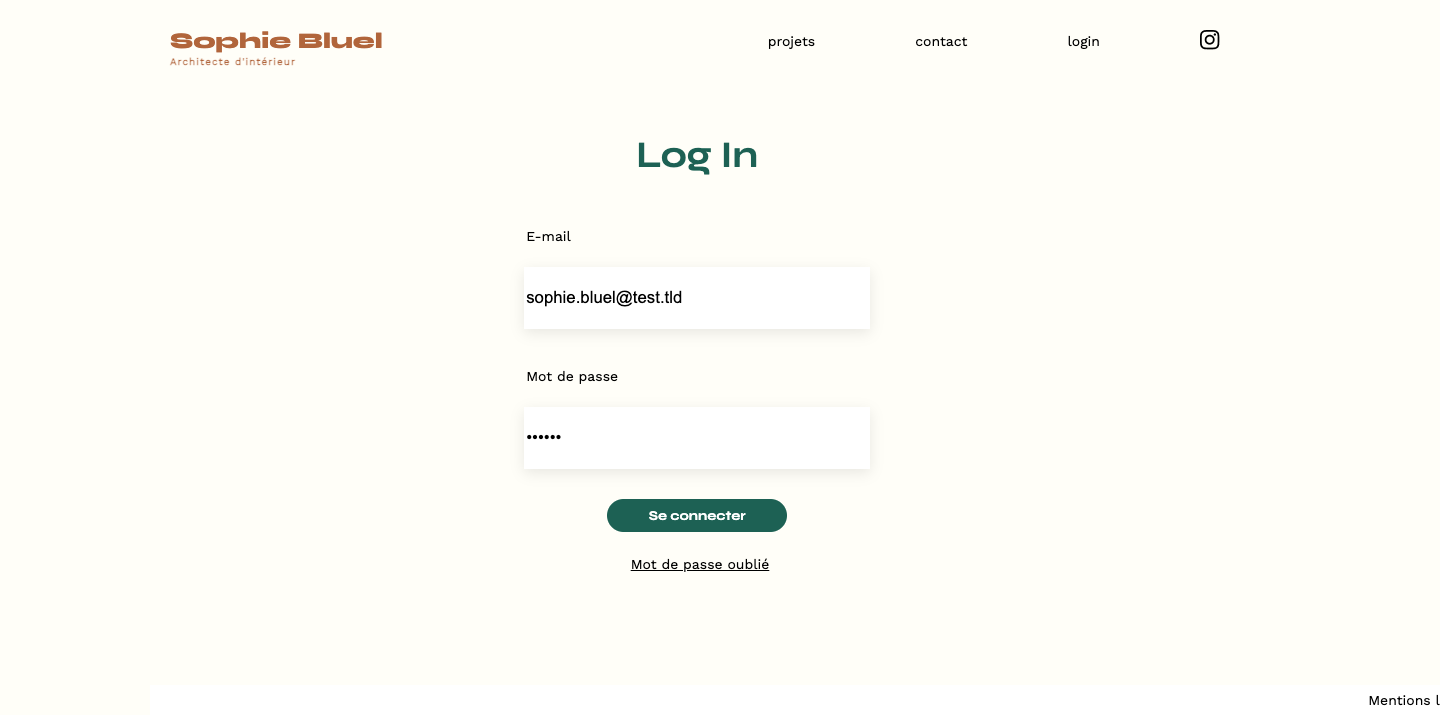 Sophie Bluel
Architecte d'intérieur
projets
contact
login
Log In
E-mail
sophie.bluel@test.tld
Mot de passe
••••••
Se connecter
Mot de passe oublié
Mentions l